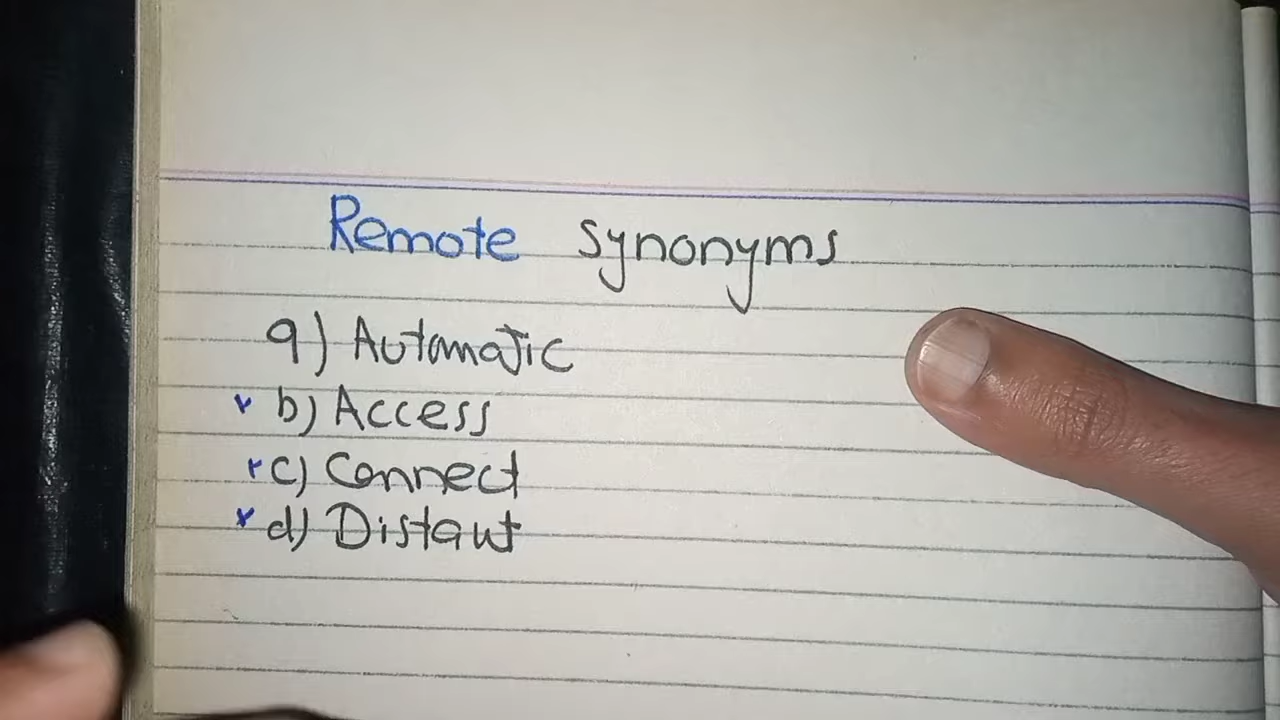 Remote synonyms
a) Automatic
b) Access
c) Connect
d) Distant